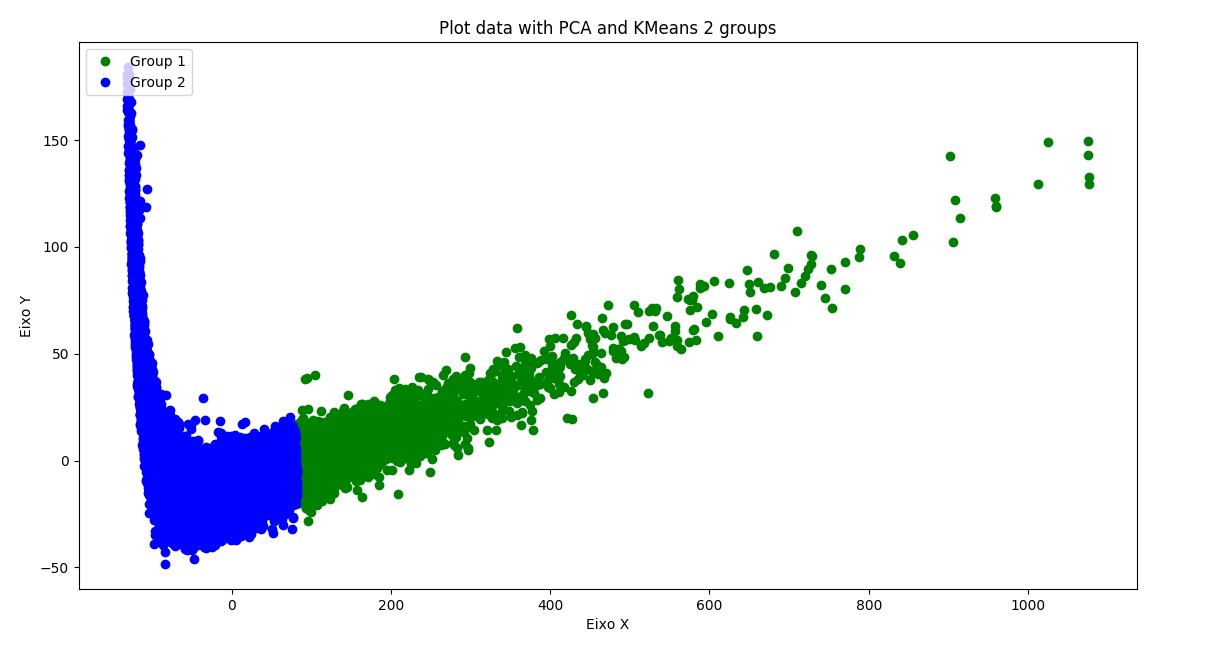 Plot data with PCA and KMeans 2 groups
Group 1
Group 2
150
100
50
0
−50
Eixo Y
0 200 400 600 800 1000
Eixo X